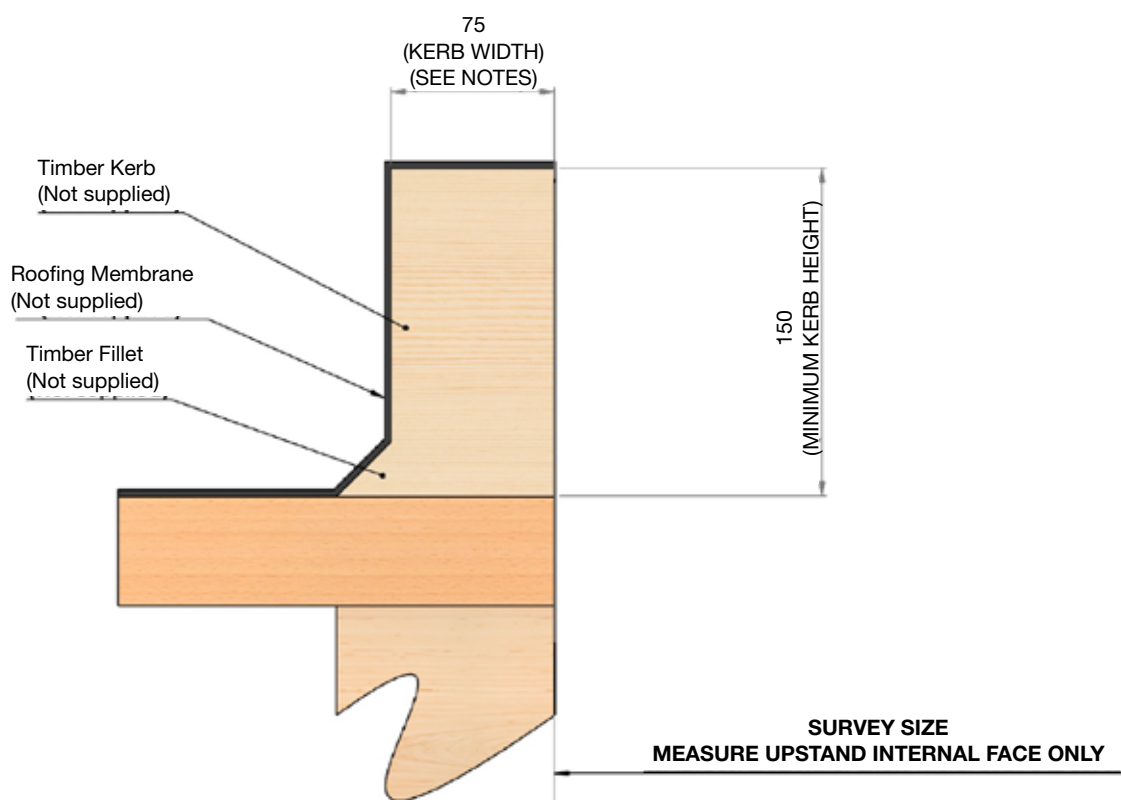 75
(KERB WIDTH)
(SEE NOTES)
Timber Kerb
(Not supplied)
Roofing Membrane
(Not supplied)
Timber Fillet
(Not supplied)
150
(MINIMUM KERB HEIGHT)
SURVEY SIZE
MEASURE UPSTAND INTERNAL FACE ONLY